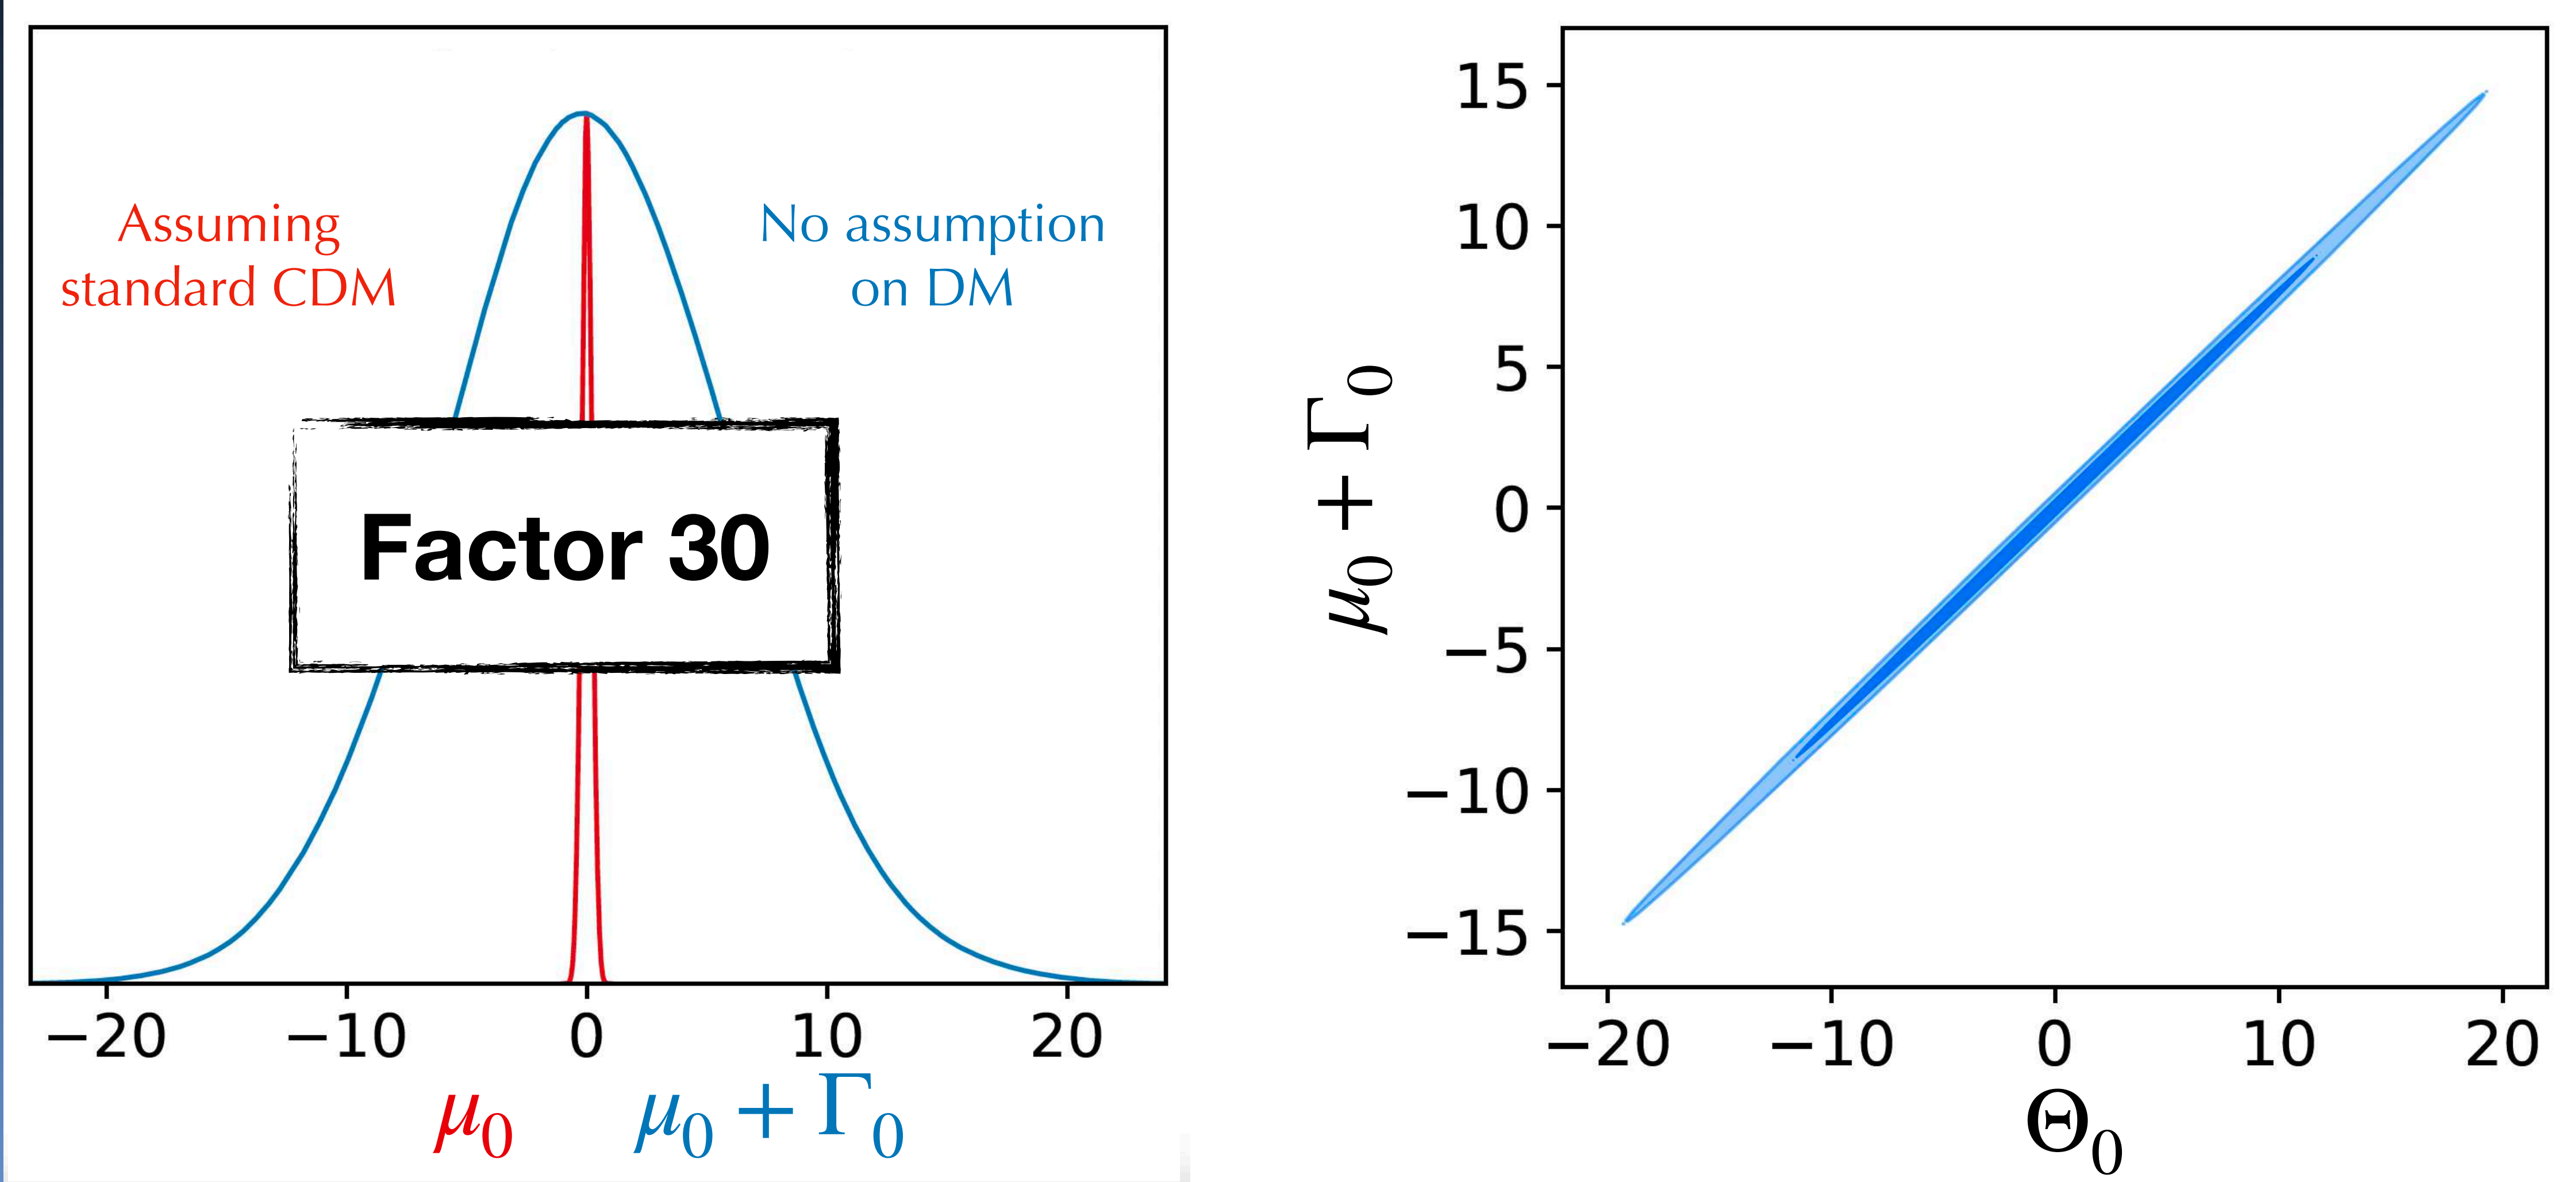 Assuming
standard CDM
No assumption
on DM
Factor 30
−20 −10 0 10 20
μ₀ μ₀ + Γ₀
15
10
5
0
−5
−10
−15
μ₀ + Γ₀
−20 −10 0 10 20
Θ₀